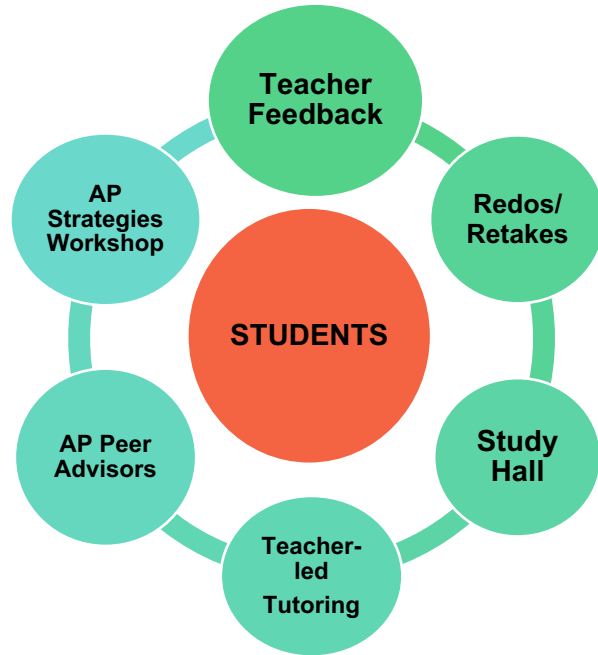 Teacher
Feedback
Redos/
Retakes
Study
Hall
Teacher-
led
Tutoring
AP Peer
Advisors
AP
Strategies
Workshop
STUDENTS